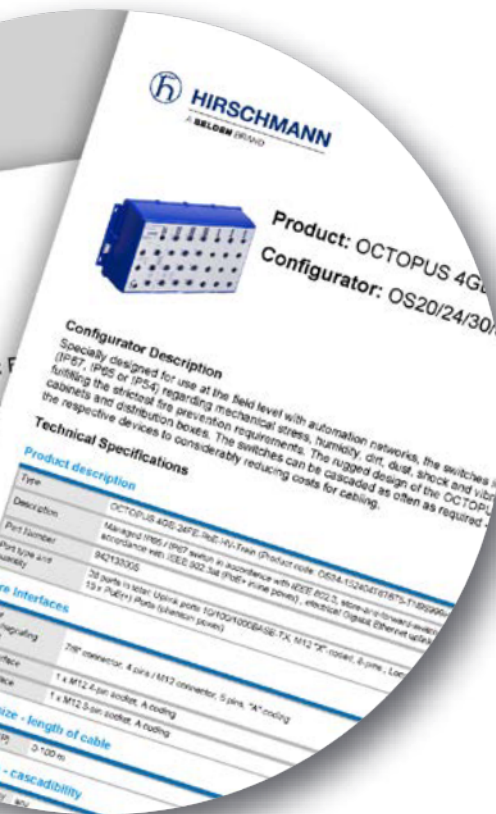 HIRSCHMANN
A BELDEN BRAND
Product: OCTOPUS 4G
Configurator: OS20/24/30/
Configurator Description
Specially designed for use at the field level with automation networks, the switches
(IP67, IP65 or IP54) regarding mechanical stress, humidity, dirt, dust, shock and
fulfilling the strictest fire prevention requirements. The rugged design of the
cabinets and distribution boxes. The switches can be cascaded as often as required -
the respective devices to considerably reducing costs for cabling.
Technical Specifications
Product description
Type
OCTOPUS 4GE-24FE-PoE-HV-Train (Product code:
Description
Managed IP65 / IP67 switch in accordance with IEEE 802.3, store-and-forward
accordance with IEEE 802.3at (PoE+ inline power), electrical Gigabit Ethernet
Part Number
942133005
Port type and
quantity
28 ports in total: Uplink ports 10/100/1000BASE-TX, M12 "X"-coded, 8-pins,
Ports (phantom power)
Interfaces
7/8" connector, 4 pins / M12 connector, 5 pins, "A" coding
1 x M12 4-pin socket, A coding
1 x M12 5-pin socket, A coding
size - length of cable
0-100 m
- cascadibility